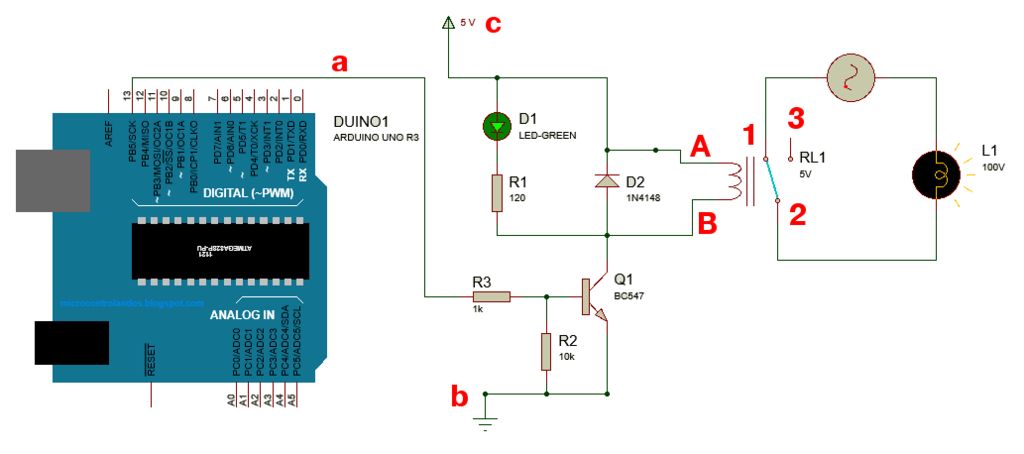 5 V
c
a
13
12
11
10
9
8
7
6
5
4
3
2
1
0
AREF
PB5/SCK
PB4/MISO
~PB3/MOSI/OC2A
~PB2/SS/OC1B
~PB1/OC1A
PB0/ICP1/CLKO
PD7/AIN1
~PD6/AIN0
~PD5/T1
PD4/T0/XCK
~PD3/INT1
PD2/INT0
TX PD1/TXD
RX PD0/RXD
DUINO1
ARDUINO UNO R3
DIGITAL (~PWM)
1121
ATMEGA328P-PU
microcontrolandos.blogspot.com
ANALOG IN
RESET
PC0/ADC0
PC1/ADC1
PC2/ADC2
PC3/ADC3
PC4/ADC4/SDA
PC5/ADC5/SCL
A0
A1
A2
A3
A4
A5
D1
LED-GREEN
R1
120
D2
1N4148
A
B
1
3
RL1
5V
2
L1
100V
Q1
BC547
R3
1k
R2
10k
b